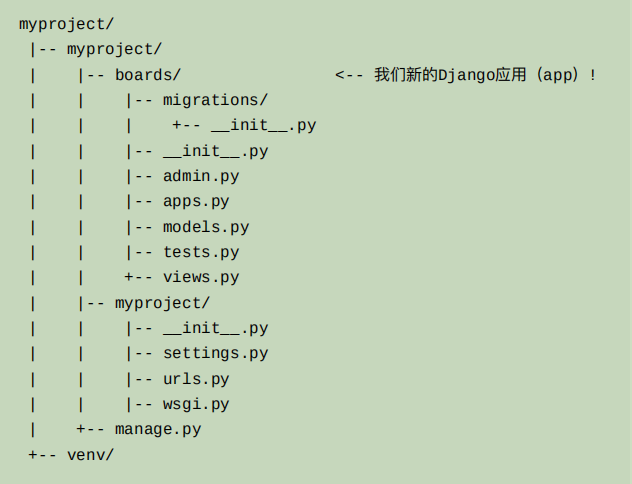 myproject/
 |-- myproject/
 |    |-- boards/                <-- 我们新的Django应用（app）!
 |    |    |-- migrations/
 |    |    |    +-- __init__.py
 |    |    |-- __init__.py
 |    |    |-- admin.py
 |    |    |-- apps.py
 |    |    |-- models.py
 |    |    |-- tests.py
 |    |    +-- views.py
 |    |-- myproject/
 |    |    |-- __init__.py
 |    |    |-- settings.py
 |    |    |-- urls.py
 |    |    |-- wsgi.py
 |    +-- manage.py
 +-- venv/